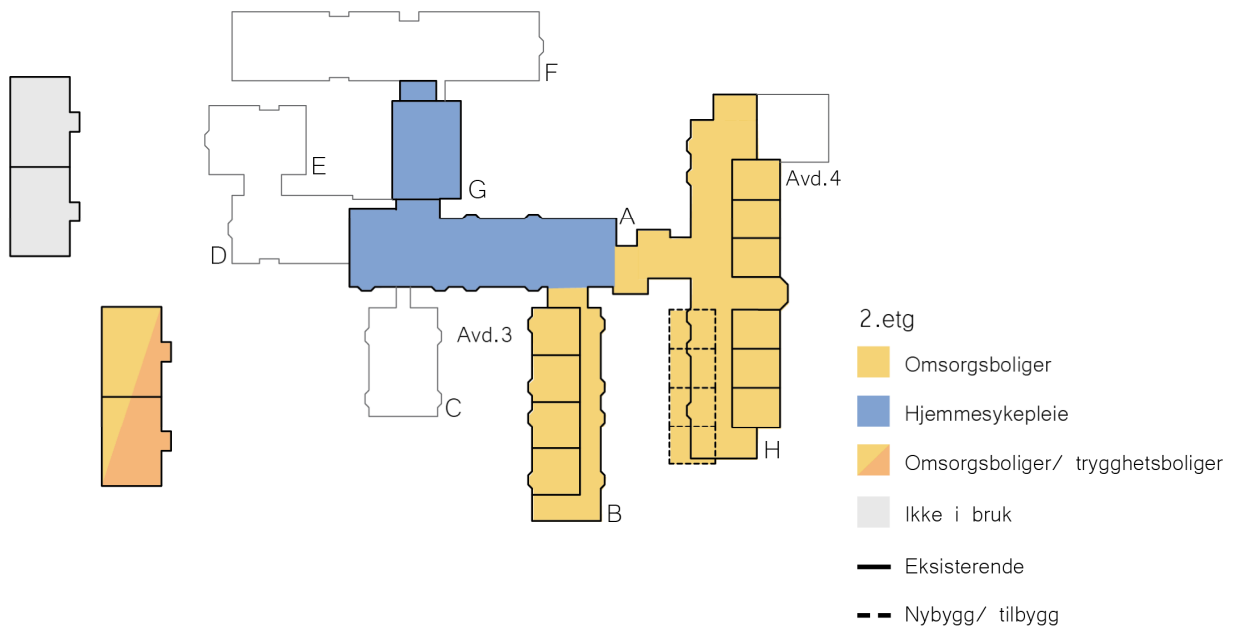 F
E
Avd.4
G
A
D
Avd.3
C
H
B
2.etg
Omsorgsboliger
Hjemmesykepleie
Omsorgsboliger/ trygghetsboliger
Ikke i bruk
Eksisterende
Nybygg/ tilbygg